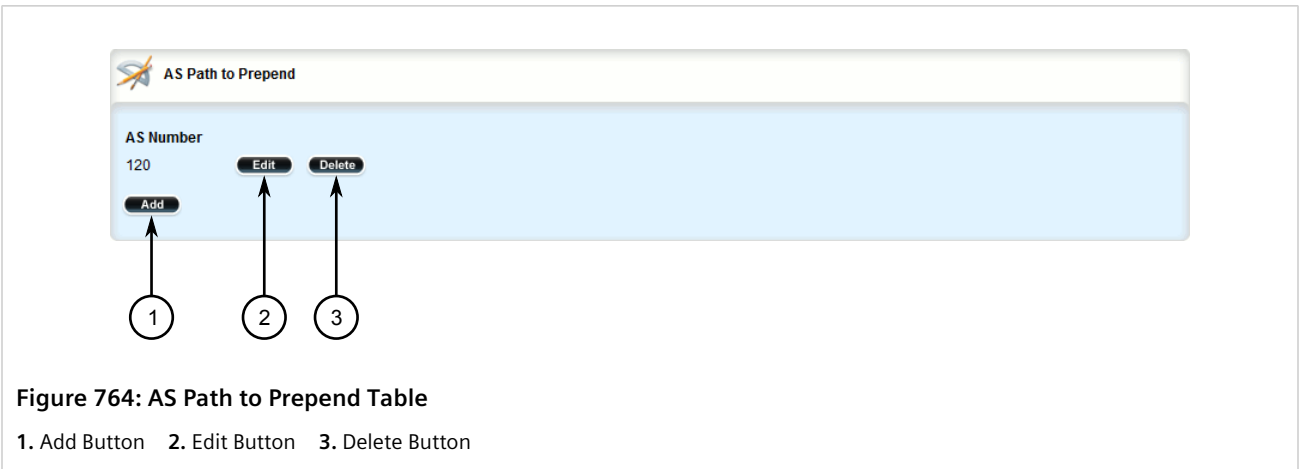 AS Path to Prepend
AS Number
120 Edit Delete
Add
1 2 3
Figure 764: AS Path to Prepend Table
1. Add Button 2. Edit Button 3. Delete Button